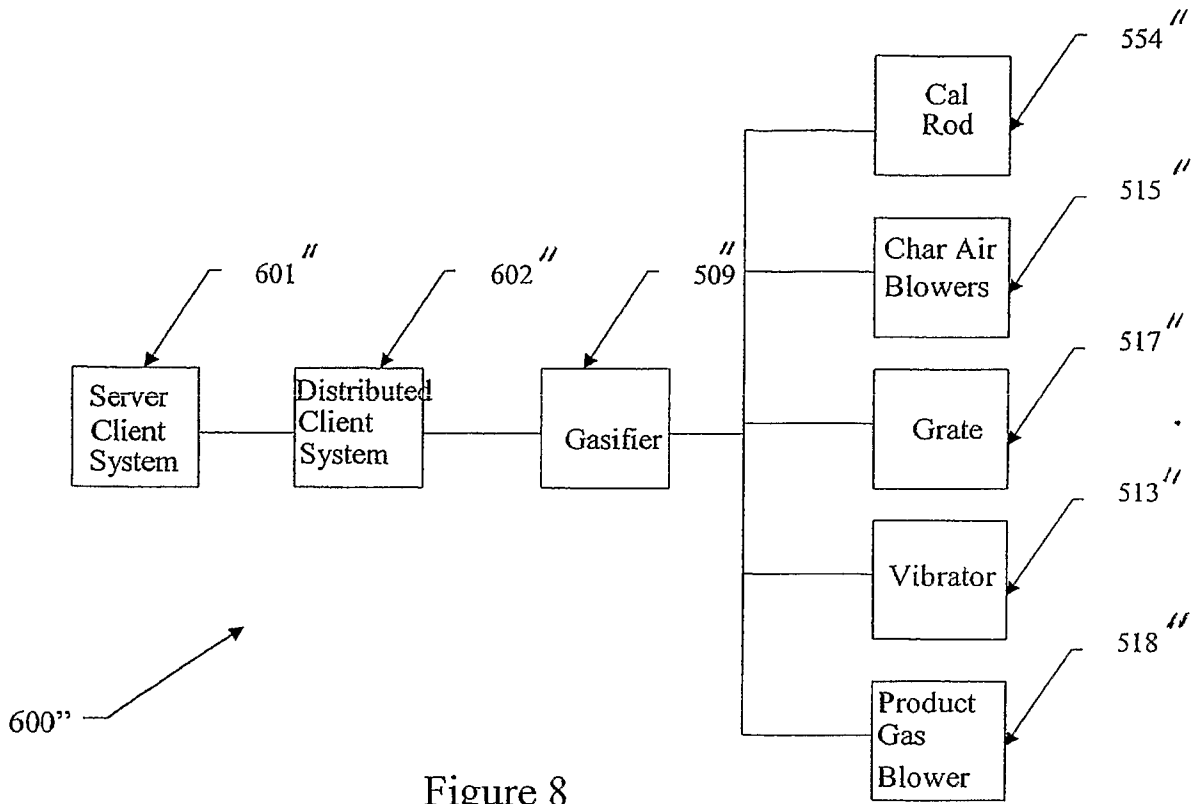 554"
Cal
Rod
515"
Char Air
Blowers
601"
602"
509"
517"
Server
Client
System
Distributed
Client
System
Gasifier
Grate
513"
Vibrator
518"
600”
Product
Gas
Blower
Figure 8